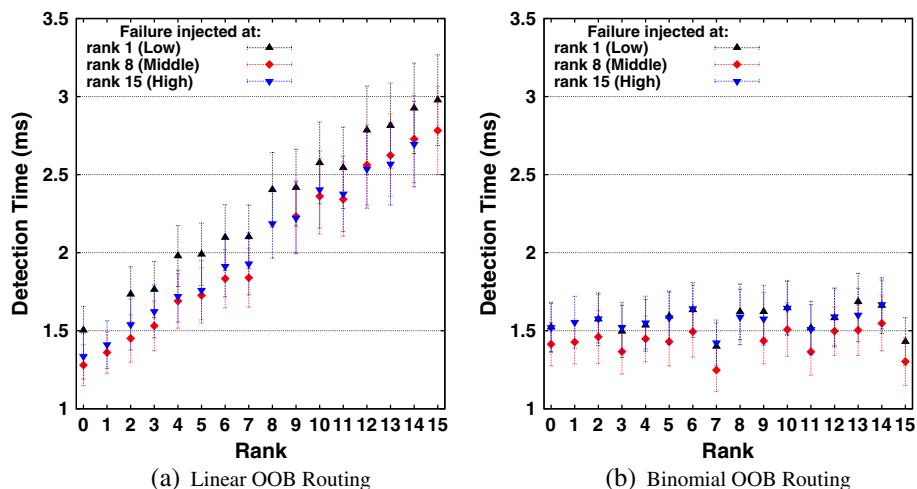 3.5
3
2.5
2
1.5
1
Detection Time (ms)
Failure injected at:
rank 1 (Low)
rank 8 (Middle)
rank 15 (High)
0 1 2 3 4 5 6 7 8 9 10 11 12 13 14 15
Rank
(a) Linear OOB Routing
3.5
3
2.5
2
1.5
1
Detection Time (ms)
Failure injected at:
rank 1 (Low)
rank 8 (Middle)
rank 15 (High)
0 1 2 3 4 5 6 7 8 9 10 11 12 13 14 15
Rank
(b) Binomial OOB Routing